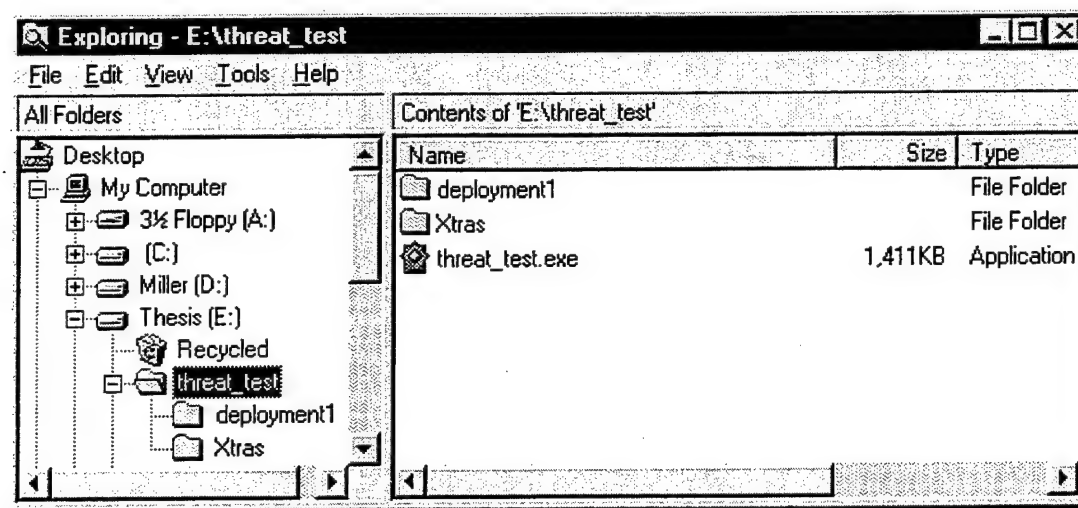 Exploring - E:\threat_test
File Edit View Tools Help
All Folders
Contents of 'E:\threat_test'
Desktop
My Computer
3½ Floppy (A:)
(C:)
Miller (D:)
Thesis (E:)
Recycled
threat_test
deployment1
Xtras
Name Size Type
deployment1 File Folder
Xtras File Folder
threat_test.exe 1,411KB Application